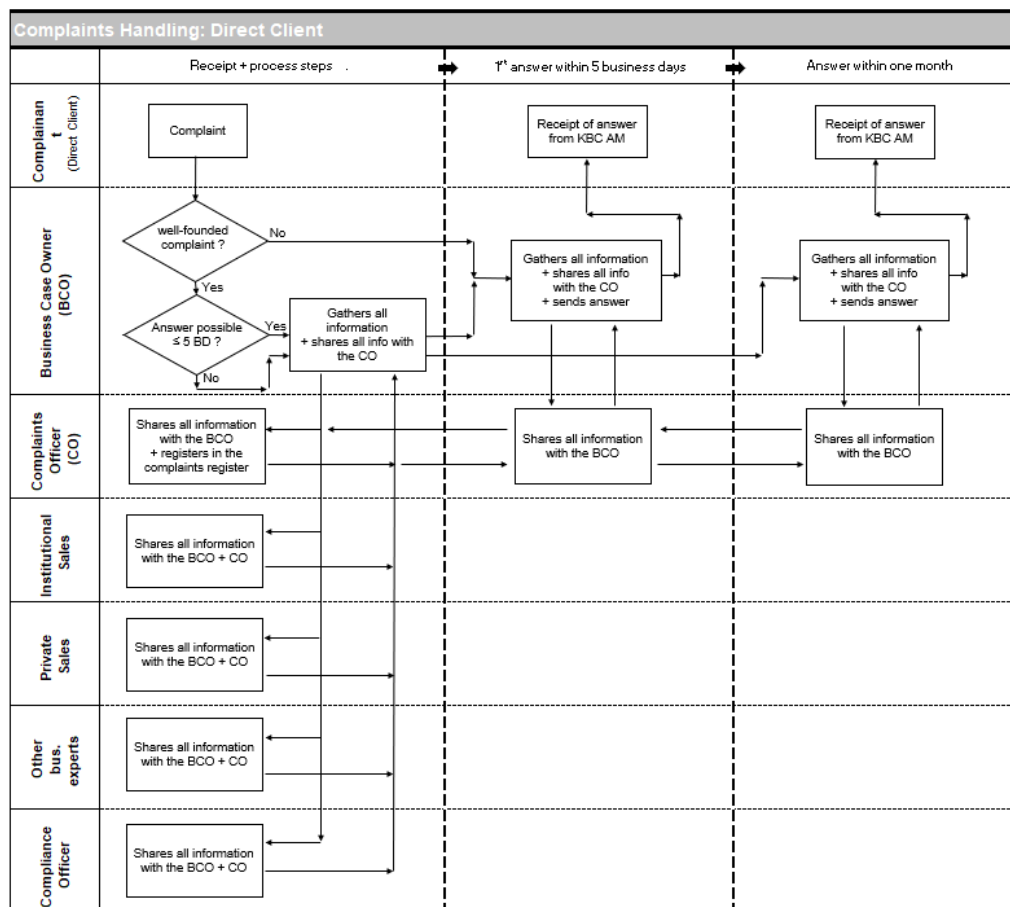 Complaints Handling: Direct Client
Receipt + process steps .
1st answer within 5 business days
Answer within one month
Complainan
t
(Direct Client)
Complaint
Receipt of answer
from KBC AM
Receipt of answer
from KBC AM
Business Case Owner
(BCO)
well-founded
complaint ?
No
Yes
Answer possible
≤ 5 BD ?
Yes
No
Gathers all
information
+ shares all info with
the CO
Gathers all information
+ shares all info
with the CO
+ sends answer
Gathers all information
+ shares all info
with the CO
+ sends answer
Complaints
Officer
(CO)
Shares all information
with the BCO
+ registers in the
complaints register
Shares all information
with the BCO
Shares all information
with the BCO
Institutional
Sales
Shares all information
with the BCO + CO
Private
Sales
Shares all information
with the BCO + CO
Other
bus.
experts
Shares all information
with the BCO + CO
Compliance
Officer
Shares all information
with the BCO + CO